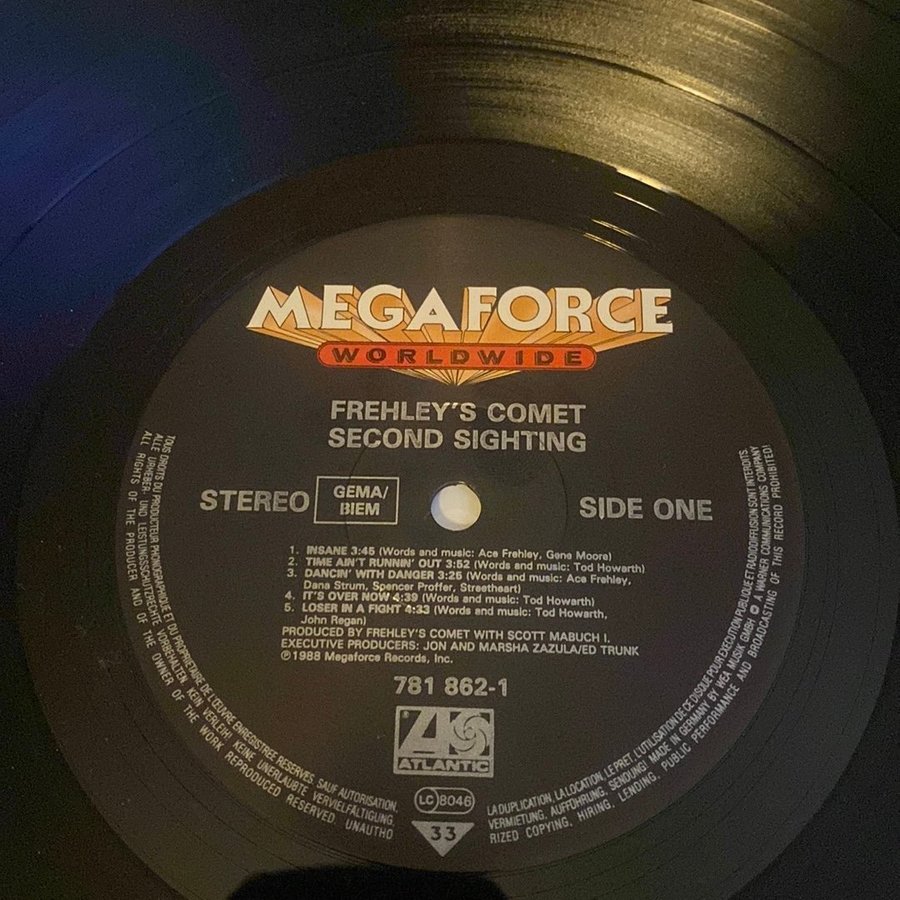 MEGAFORCE
WORLDWIDE
FREHLEY'S COMET
SECOND SIGHTING
STEREO
GEMA/
BIEM
SIDE ONE
1. INSANE 3:45 (Words and music: Ace Frehley, Gene Moore)
2. TIME AIN'T RUNNIN' OUT 3:52 (Words and music: Tod Howarth)
3. DANCIN' WITH DANGER 3:25 (Words and music: Ace Frehley,
Dana Strum, Spencer Proffer, Streetheart)
4. IT'S OVER NOW 4:39 (Words and music: Tod Howarth)
5. LOSER IN A FIGHT 4:33 (Words and music: Tod Howarth,
John Regan)
PRODUCED BY FREHLEY'S COMET WITH SCOTT MABUCH I.
EXECUTIVE PRODUCERS: JON AND MARSHA ZAZULA/ED TRUNK
℗1988 Megaforce Records, Inc.
781 862-1
ATLANTIC
LC 8046
33
TOUS DROITS DU PRODUCTEUR PHONOGRAPHIQUE ET DU PROPRIETAIRE DE L'ŒUVRE ENREGISTREE RESERVES. SAUF AUTORISATION,
LA DUPLICATION, LA LOCATION, LE PRET, L'UTILISATION DE CE DISQUE POUR EXECUTION PUBLIQUE ET RADIODIFFUSION SONT INTERDITS.
ALLE URHEBER- UND LEISTUNGSSCHUTZRECHTE VORBEHALTEN. KEIN VERLEIH! KEINE UNERLAUBTE VERVIELFÄLTIGUNG,
VERMIETUNG, AUFFÜHRUNG, SENDUNG! MADE IN GERMANY BY WEA MUSIK GMBH A WARNER COMMUNICATIONS COMPANY
ALL RIGHTS OF THE PRODUCER AND OF THE OWNER OF THE WORK REPRODUCED RESERVED UNAUTHO
RIZED COPYING, HIRING, LENDING, PUBLIC PERFORMANCE AND BROADCASTING OF THIS RECORD PROHIBITED!